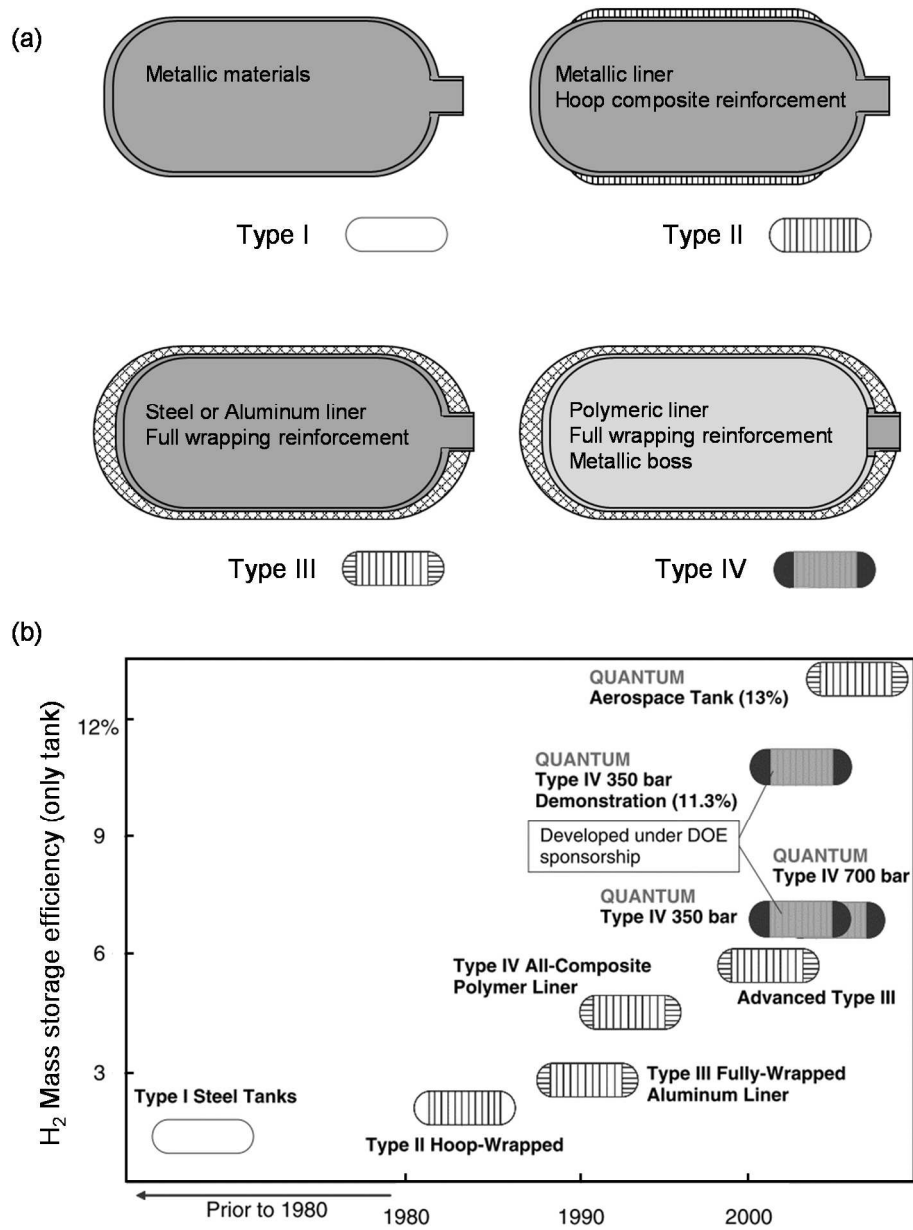 (a)
Metallic materials
Type I
Metallic liner
Hoop composite reinforcement
Type II
Steel or Aluminum liner
Full wrapping reinforcement
Type III
Polymeric liner
Full wrapping reinforcement
Metallic boss
Type IV
(b)
H₂ Mass storage efficiency (only tank)
12%
9
6
3
QUANTUM
Aerospace Tank (13%)
QUANTUM
Type IV 350 bar
Demonstration (11.3%)
Developed under DOE
sponsorship
QUANTUM
Type IV 700 bar
QUANTUM
Type IV 350 bar
Type IV All-Composite
Polymer Liner
Advanced Type III
Type III Fully-Wrapped
Aluminum Liner
Type I Steel Tanks
Type II Hoop-Wrapped
Prior to 1980
1980
1990
2000